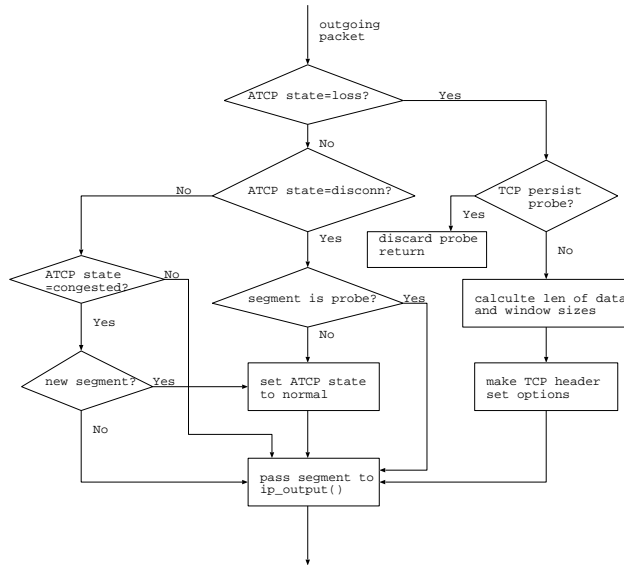 outgoing
packet
ATCP state=loss?
Yes
No
ATCP state=disconn?
No
Yes
TCP persist
probe?
Yes
No
discard probe
return
ATCP state
=congested?
No
Yes
segment is probe?
Yes
No
calculte len of data
and window sizes
new segment?
Yes
No
set ATCP state
to normal
make TCP header
set options
pass segment to
ip_output()